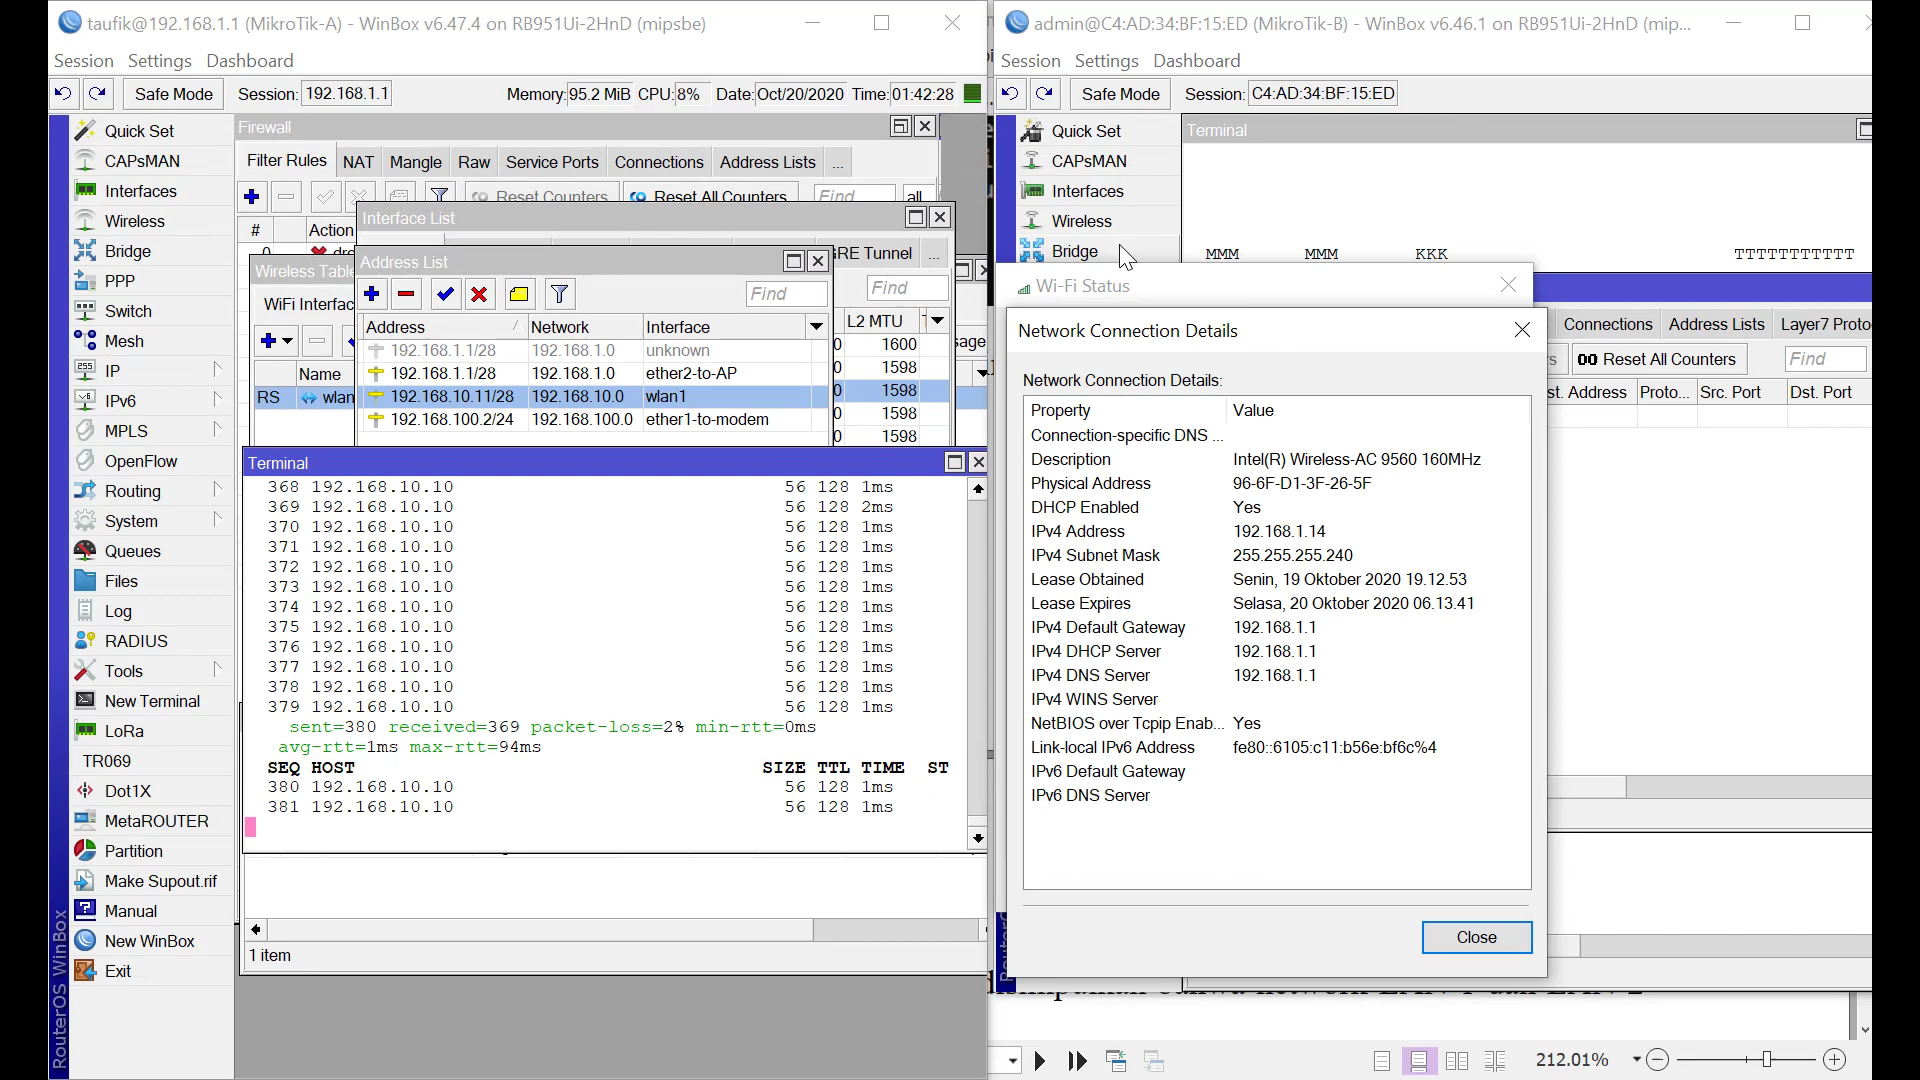 taufik@192.168.1.1 (MikroTik-A) - WinBox v6.47.4 on RB951Ui-2HnD (mipsbe)
Session Settings Dashboard
Safe Mode Session: 192.168.1.1 Memory: 95.2 MiB CPU: 8% Date: Oct/20/2020 Time: 01:42:28
Quick Set
CAPsMAN
Interfaces
Wireless
Bridge
PPP
Switch
Mesh
IP
IPv6
MPLS
OpenFlow
Routing
System
Queues
Files
Log
RADIUS
Tools
New Terminal
LoRa
TR069
Dot1X
MetaROUTER
Partition
Make Supout.rif
Manual
New WinBox
Exit
RouterOS WinBox
Firewall
Filter Rules NAT Mangle Raw Service Ports Connections Address Lists ...
Reset Counters Reset All Counters Find all
# Action
Interface List
GRE Tunnel ...
Find
L2 MTU
1600
1598
1598
1598
1598
Wireless Table
WiFi Interfac
Name
RS wlan
Address List
Find
Address Network Interface
192.168.1.1/28 192.168.1.0 unknown
192.168.1.1/28 192.168.1.0 ether2-to-AP
192.168.10.11/28 192.168.10.0 wlan1
192.168.100.2/24 192.168.100.0 ether1-to-modem
Terminal
368 192.168.10.10 56 128 1ms
369 192.168.10.10 56 128 2ms
370 192.168.10.10 56 128 1ms
371 192.168.10.10 56 128 1ms
372 192.168.10.10 56 128 1ms
373 192.168.10.10 56 128 1ms
374 192.168.10.10 56 128 1ms
375 192.168.10.10 56 128 1ms
376 192.168.10.10 56 128 1ms
377 192.168.10.10 56 128 1ms
378 192.168.10.10 56 128 1ms
379 192.168.10.10 56 128 1ms
sent=380 received=369 packet-loss=2% min-rtt=0ms
avg-rtt=1ms max-rtt=94ms
SEQ HOST SIZE TTL TIME ST
380 192.168.10.10 56 128 1ms
381 192.168.10.10 56 128 1ms
1 item
admin@C4:AD:34:BF:15:ED (MikroTik-B) - WinBox v6.46.1 on RB951Ui-2HnD (mip...
Session Settings Dashboard
Safe Mode Session: C4:AD:34:BF:15:ED
Quick Set
CAPsMAN
Interfaces
Wireless
Bridge
Terminal
MMM MMM KKK TTTTTTTTTTT
Wi-Fi Status
Connections Address Lists Layer7 Proto
00 Reset All Counters Find
st. Address Proto... Src. Port Dst. Port
Network Connection Details
Network Connection Details:
Property Value
Connection-specific DNS ...
Description Intel(R) Wireless-AC 9560 160MHz
Physical Address 96-6F-D1-3F-26-5F
DHCP Enabled Yes
IPv4 Address 192.168.1.14
IPv4 Subnet Mask 255.255.255.240
Lease Obtained Senin, 19 Oktober 2020 19.12.53
Lease Expires Selasa, 20 Oktober 2020 06.13.41
IPv4 Default Gateway 192.168.1.1
IPv4 DHCP Server 192.168.1.1
IPv4 DNS Server 192.168.1.1
IPv4 WINS Server
NetBIOS over Tcpip Enab... Yes
Link-local IPv6 Address fe80::6105:c11:b56e:bf6c%4
IPv6 Default Gateway
IPv6 DNS Server
Close
212.01%